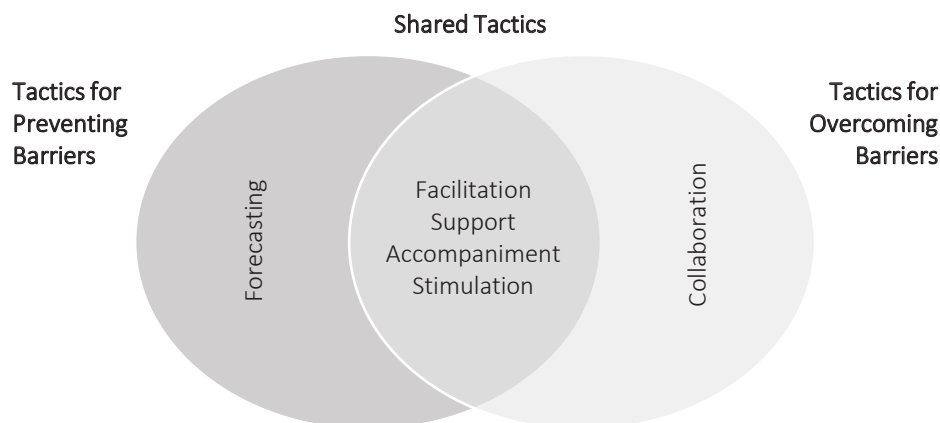 Shared Tactics
Tactics for
Preventing
Barriers
Tactics for
Overcoming
Barriers
Forecasting
Facilitation
Support
Accompaniment
Stimulation
Collaboration